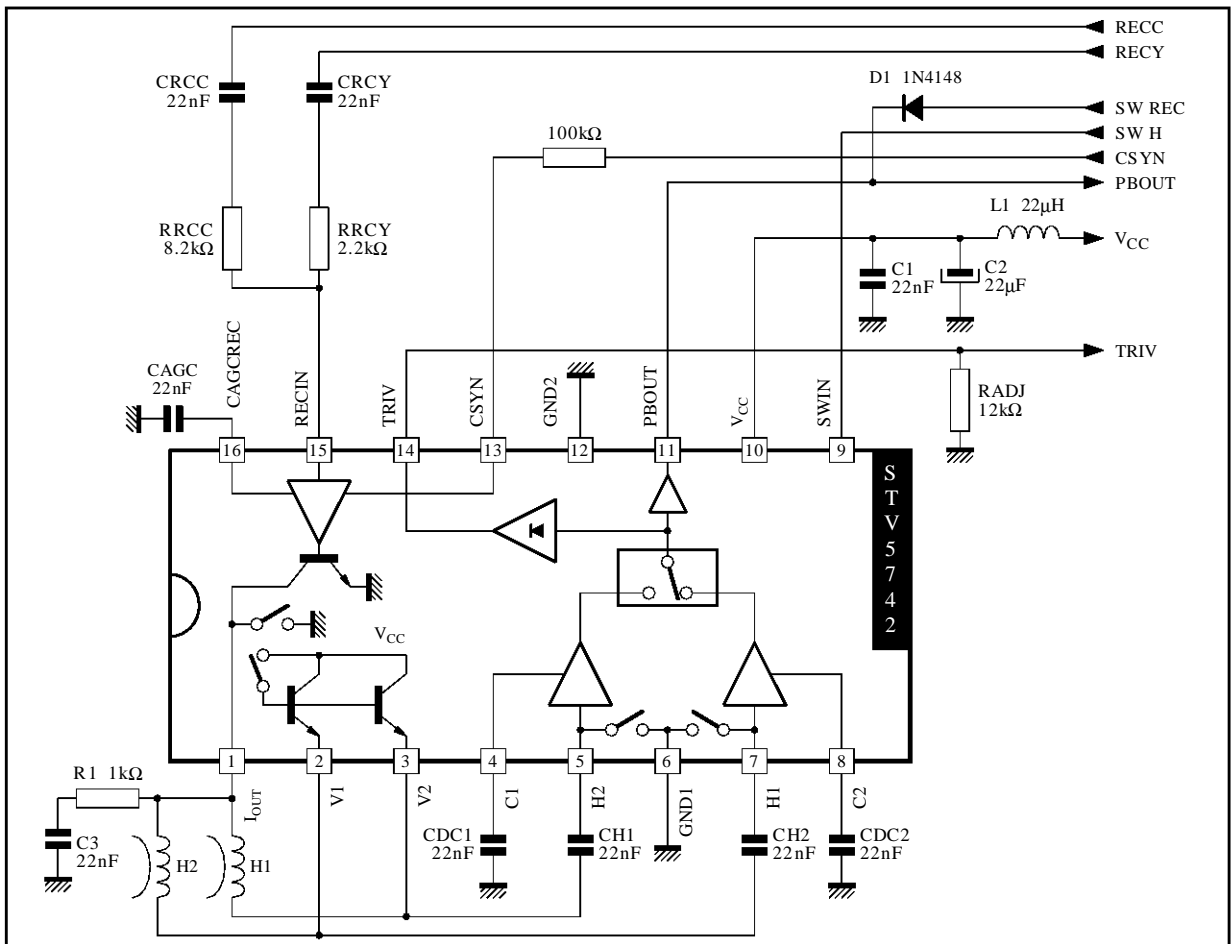 RECC
RECY
CRCC
22nF
CRCY
22nF
D1 1N4148
SW REC
SW H
100kΩ
CSYN
PBOUT
L1 22µH
VCC
RRCC
8.2kΩ
RRCY
2.2kΩ
C1
22nF
C2
22µF
TRIV
RADJ
12kΩ
CAGC
22nF
CAGCREC
RECIN
TRIV
CSYN
GND2
PBOUT
VCC
SWIN
16
15
14
13
12
11
10
9
STV5742
VCC
1
2
3
4
5
6
7
8
R1 1kΩ
IOUT
V1
V2
C1
H2
GND1
H1
C2
C3
22nF
H2
H1
CDC1
22nF
CH1
22nF
CH2
22nF
CDC2
22nF